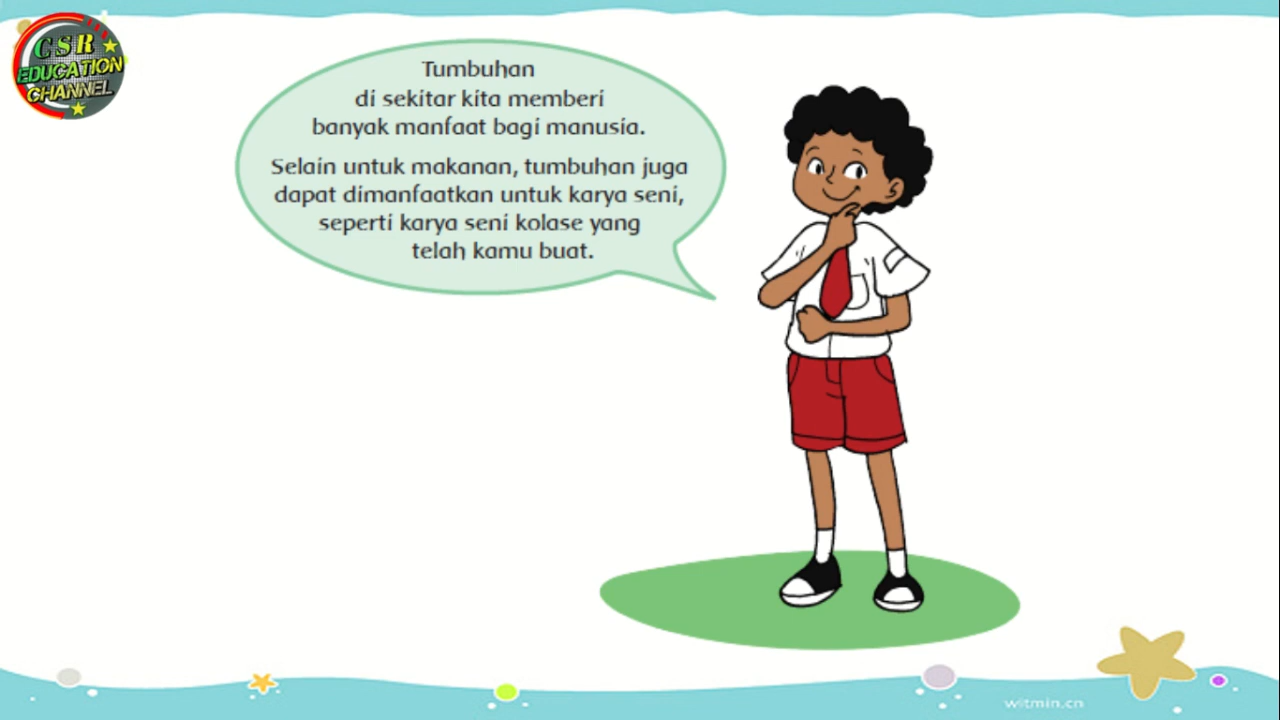 CSR
EDUCATION
CHANNEL
Tumbuhan
di sekitar kita memberi
banyak manfaat bagi manusia.
Selain untuk makanan, tumbuhan juga
dapat dimanfaatkan untuk karya seni,
seperti karya seni kolase yang
telah kamu buat.
witmin.cn